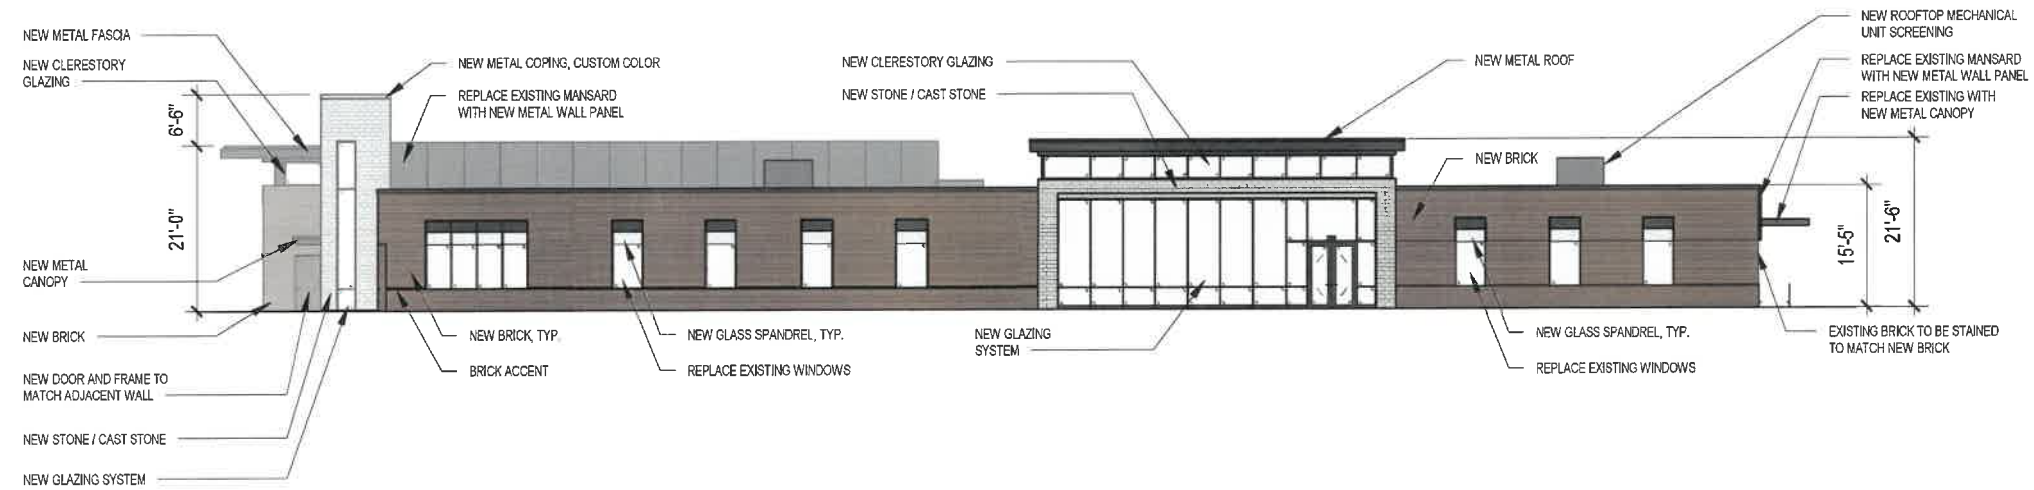 NEW METAL FASCIA
NEW CLERESTORY
GLAZING
6'-6"
21'-0"
NEW METAL
CANOPY
NEW BRICK
NEW DOOR AND FRAME TO
MATCH ADJACENT WALL
NEW STONE / CAST STONE
NEW GLAZING SYSTEM
NEW METAL COPING, CUSTOM COLOR
REPLACE EXISTING MANSARD
WITH NEW METAL WALL PANEL
NEW BRICK, TYP.
BRICK ACCENT
NEW GLASS SPANDREL, TYP.
REPLACE EXISTING WINDOWS
NEW CLERESTORY GLAZING
NEW STONE / CAST STONE
NEW GLAZING
SYSTEM
NEW METAL ROOF
NEW BRICK
NEW GLASS SPANDREL, TYP.
REPLACE EXISTING WINDOWS
NEW ROOFTOP MECHANICAL
UNIT SCREENING
REPLACE EXISTING MANSARD
WITH NEW METAL WALL PANEL
REPLACE EXISTING WITH
NEW METAL CANOPY
15'-5"
21'-6"
EXISTING BRICK TO BE STAINED
TO MATCH NEW BRICK